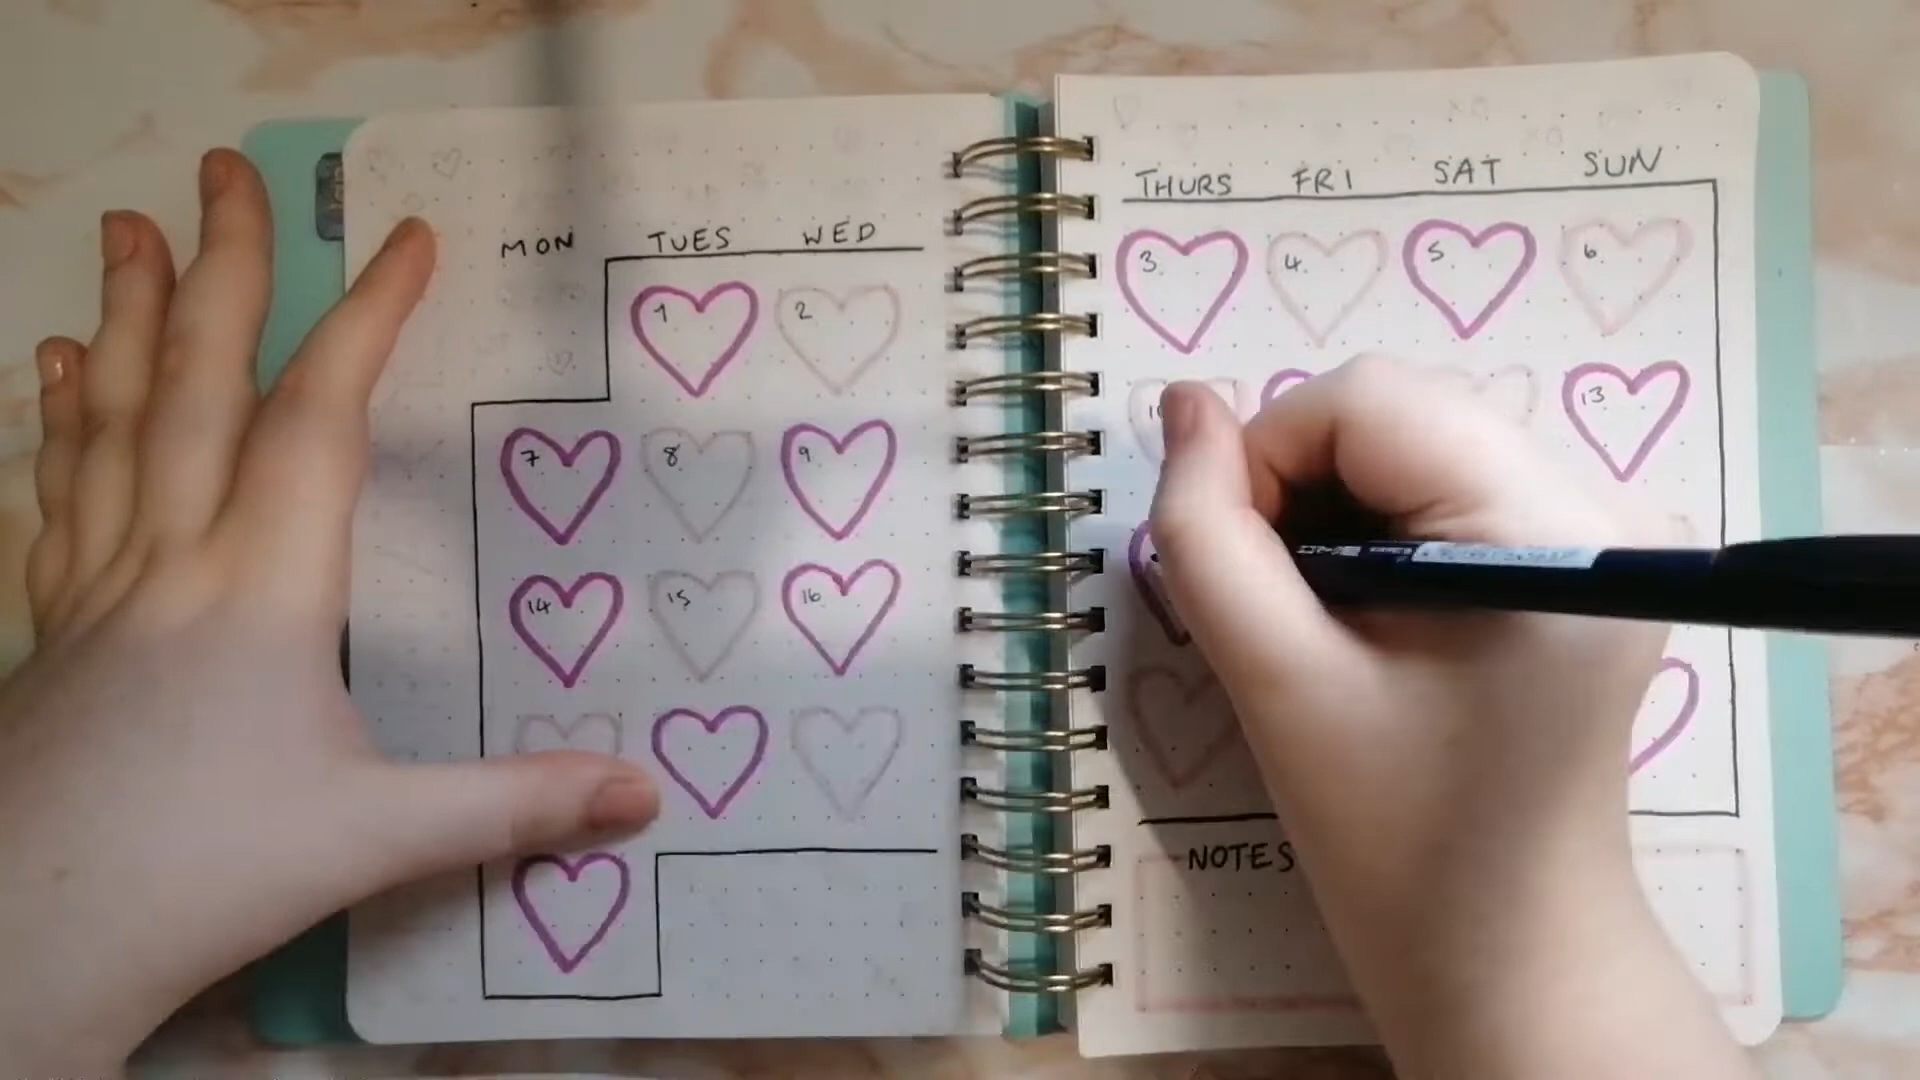 MON TUES WED
1 2
7 8 9
14 15 16
THURS FRI SAT SUN
3 4 5 6
13
NOTES